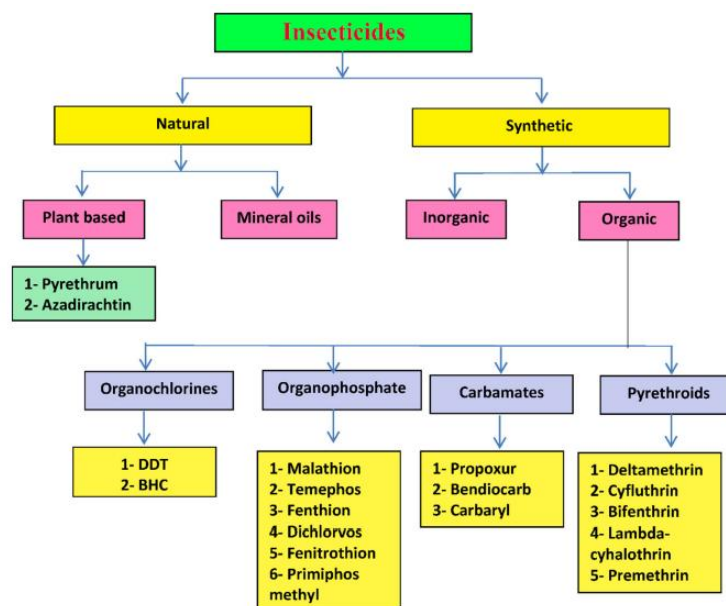 Insecticides
Natural
Synthetic
Plant based
Mineral oils
Inorganic
Organic
1- Pyrethrum
2- Azadirachtin
Organochlorines
Organophosphate
Carbamates
Pyrethroids
1- DDT
2- BHC
1- Malathion
2- Temephos
3- Fenthion
4- Dichlorvos
5- Fenitrothion
6- Primiphos
methyl
1- Propoxur
2- Bendiocarb
3- Carbaryl
1- Deltamethrin
2- Cyfluthrin
3- Bifenthrin
4- Lambda-
cyhalothrin
5- Premethrin